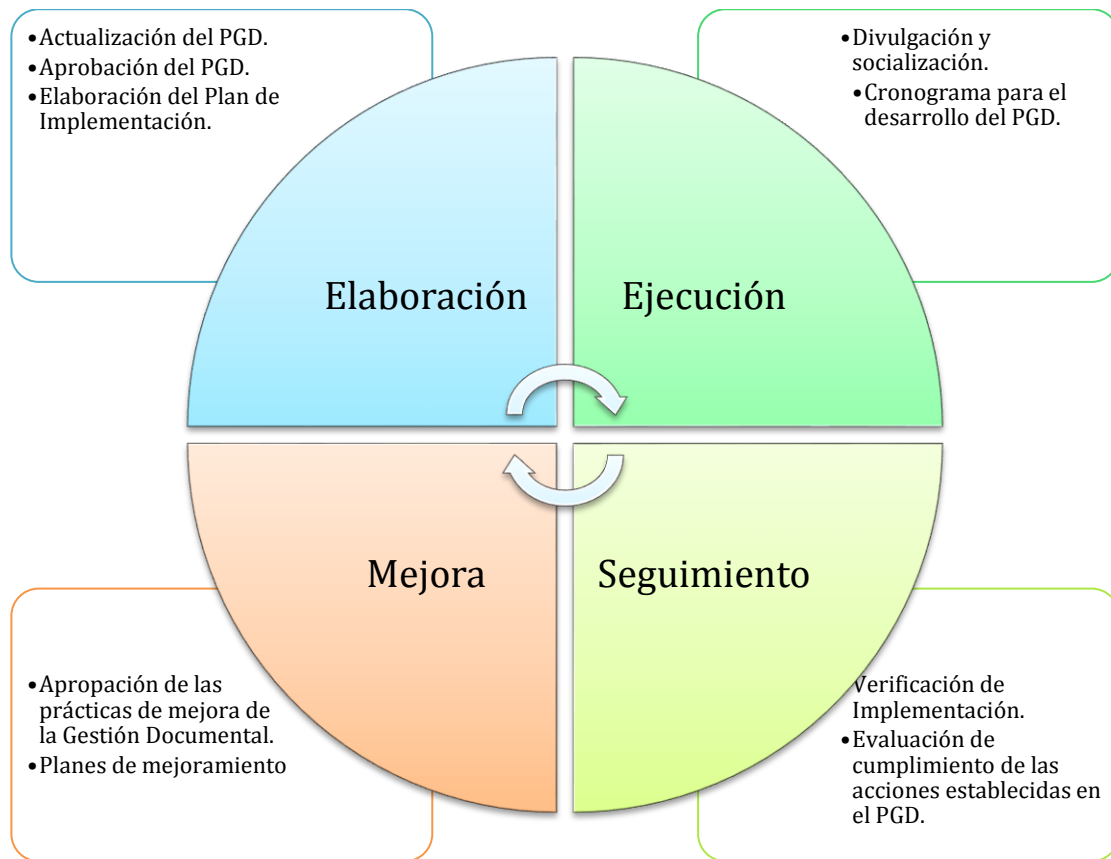 •Actualización del PGD.
•Aprobación del PGD.
•Elaboración del Plan de
Implementación.
•Divulgación y
socialización.
•Cronograma para el
desarrollo del PGD.
Elaboración
Ejecución
Mejora
Seguimiento
•Apropación de las
prácticas de mejora de
la Gestión Documental.
•Planes de mejoramiento
Verificación de
Implementación.
•Evaluación de
cumplimiento de las
acciones establecidas en
el PGD.